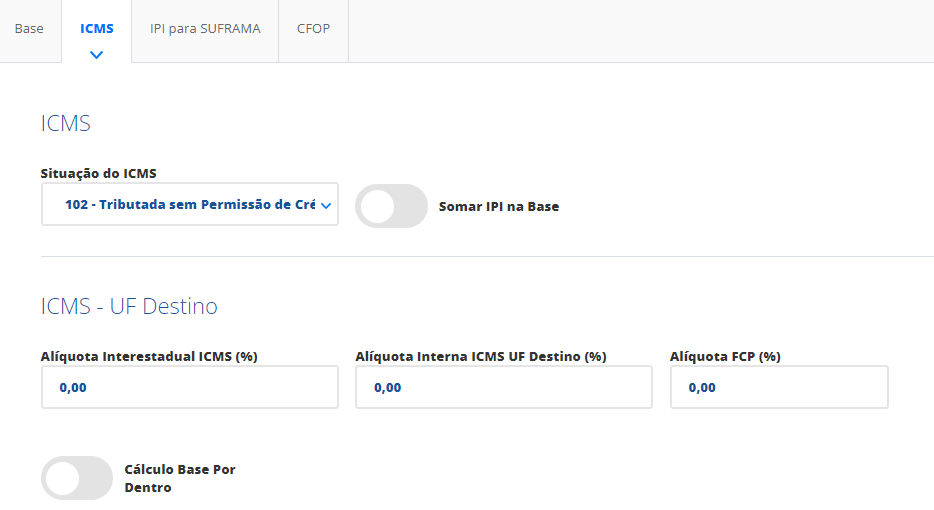 Base ICMS IPI para SUFRAMA CFOP
ICMS
Situação do ICMS
102 - Tributada sem Permissão de Cré
Somar IPI na Base
ICMS - UF Destino
Alíquota Interestadual ICMS (%) Alíquota Interna ICMS UF Destino (%) Alíquota FCP (%)
0,00 0,00 0,00
Cálculo Base Por
Dentro